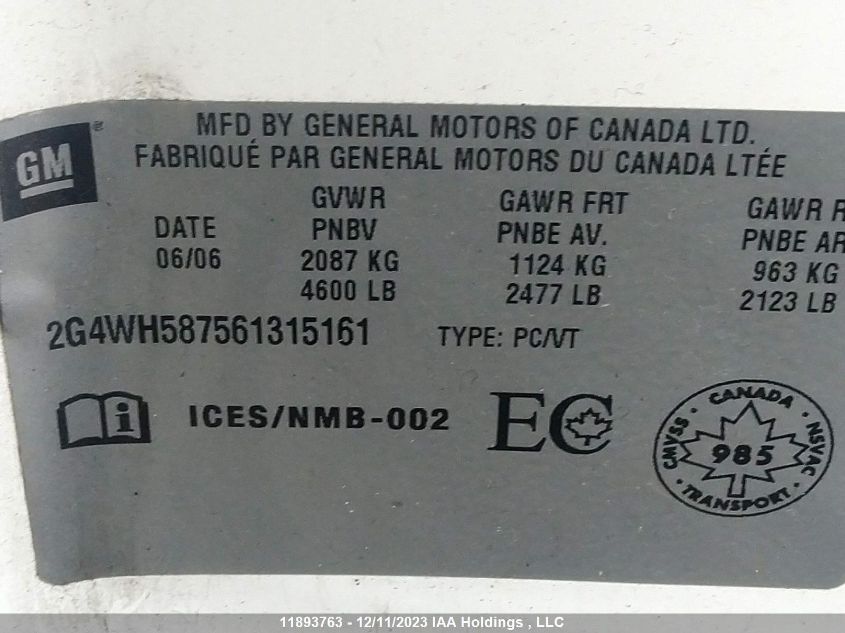 GM
MFD BY GENERAL MOTORS OF CANADA LTD.
FABRIQUÉ PAR GENERAL MOTORS DU CANADA LTÉE
GVWR GAWR FRT GAWR R
DATE PNBV PNBE AV. PNBE AR
06/06 2087 KG 1124 KG 963 KG
4600 LB 2477 LB 2123 LB
2G4WH587561315161 TYPE: PC/VT
i ICES/NMB-002 EC
CANADA
CMVSS 985 NSVAC
TRANSPORT
11893763 - 12/11/2023 IAA Holdings , LLC